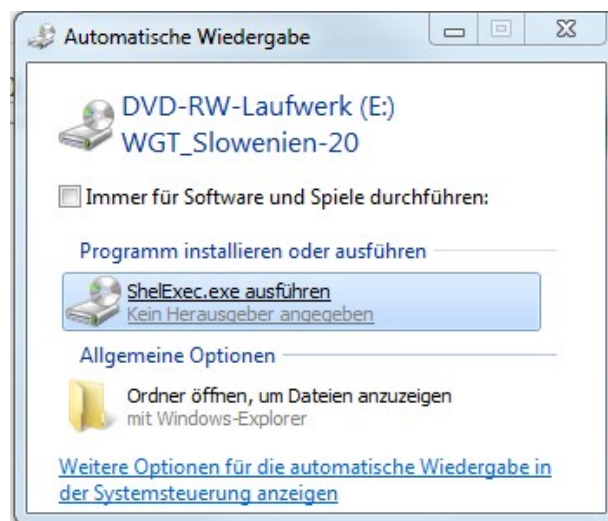 Automatische Wiedergabe
DVD-RW-Laufwerk (E:)
WGT_Slowenien-20
Immer für Software und Spiele durchführen:
Programm installieren oder ausführen
ShelExec.exe ausführen
Kein Herausgeber angegeben
Allgemeine Optionen
Ordner öffnen, um Dateien anzuzeigen
mit Windows-Explorer
Weitere Optionen für die automatische Wiedergabe in
der Systemsteuerung anzeigen